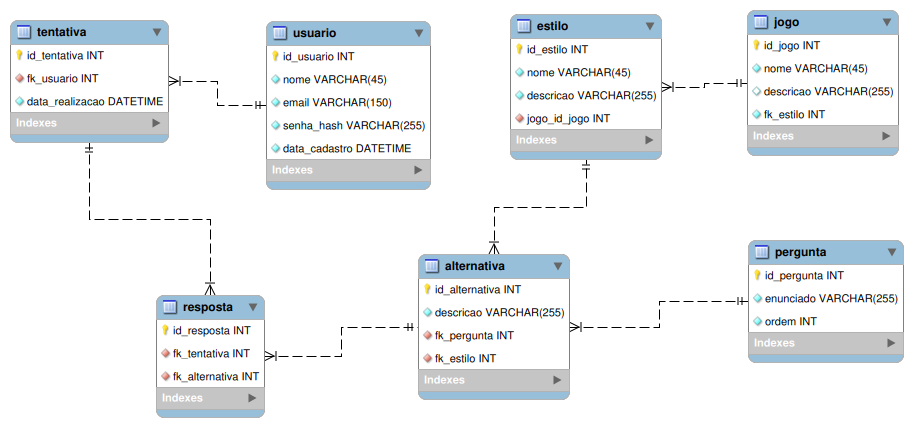 tentativa
id_tentativa INT
fk_usuario INT
data_realizacao DATETIME
Indexes
usuario
id_usuario INT
nome VARCHAR(45)
email VARCHAR(150)
senha_hash VARCHAR(255)
data_cadastro DATETIME
Indexes
estilo
id_estilo INT
nome VARCHAR(45)
descricao VARCHAR(255)
jogo_id_jogo INT
Indexes
jogo
id_jogo INT
nome VARCHAR(45)
descricao VARCHAR(255)
fk_estilo INT
Indexes
resposta
id_resposta INT
fk_tentativa INT
fk_alternativa INT
Indexes
alternativa
id_alternativa INT
descricao VARCHAR(255)
fk_pergunta INT
fk_estilo INT
Indexes
pergunta
id_pergunta INT
enunciado VARCHAR(255)
ordem INT
Indexes